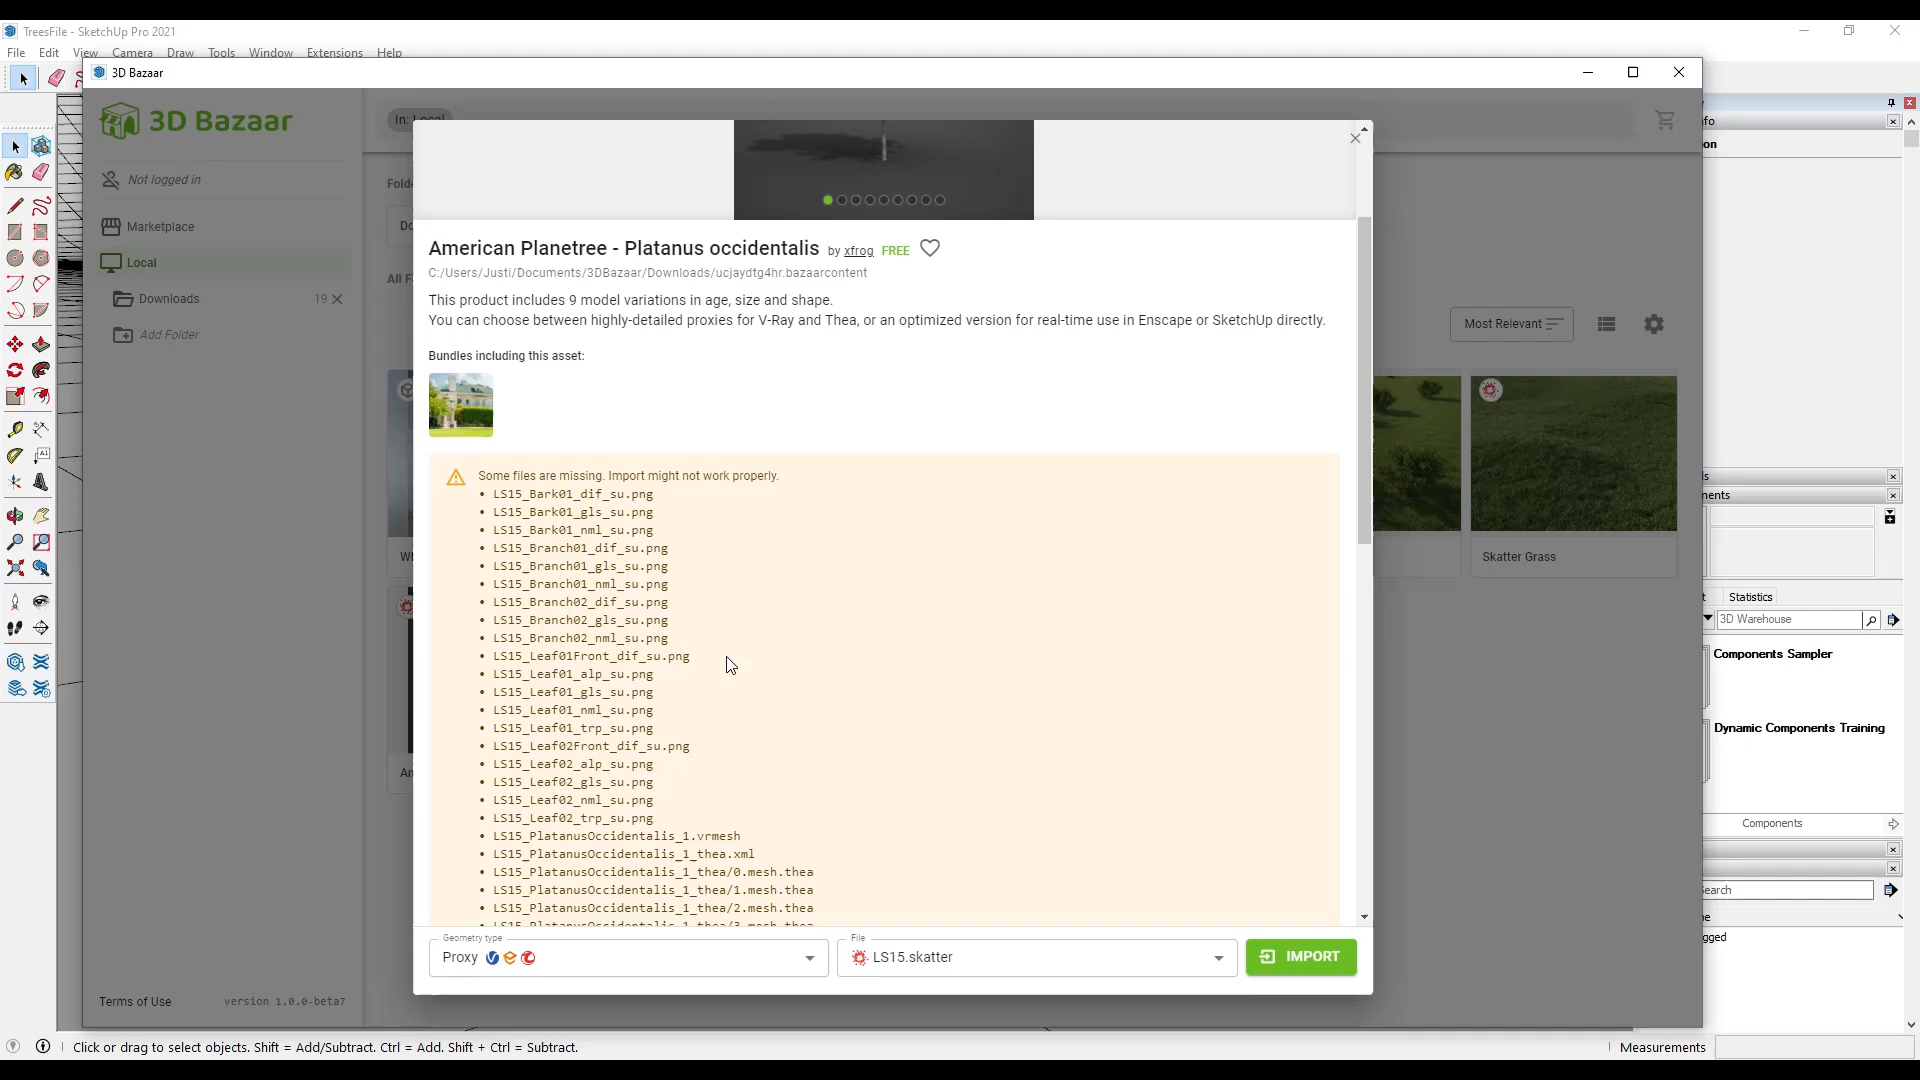 TreesFile - SketchUp Pro 2021
File Edit View Camera Draw Tools Window Extensions Help
3D Bazaar
3D Bazaar
In: Local
Not logged in
Marketplace
Local
Downloads 19
Add Folder
American Planetree - Platanus occidentalis by xfrog FREE
C:/Users/Justi/Documents/3DBazaar/Downloads/ucjaydtg4hr.bazaarcontent
This product includes 9 model variations in age, size and shape.
You can choose between highly-detailed proxies for V-Ray and Thea, or an optimized version for real-time use in Enscape or SketchUp directly.
Bundles including this asset:
Some files are missing. Import might not work properly.
• LS15_Bark01_dif_su.png
• LS15_Bark01_gls_su.png
• LS15_Bark01_nml_su.png
• LS15_Branch01_dif_su.png
• LS15_Branch01_gls_su.png
• LS15_Branch01_nml_su.png
• LS15_Branch02_dif_su.png
• LS15_Branch02_gls_su.png
• LS15_Branch02_nml_su.png
• LS15_Leaf01Front_dif_su.png
• LS15_Leaf01_alp_su.png
• LS15_Leaf01_gls_su.png
• LS15_Leaf01_nml_su.png
• LS15_Leaf01_trp_su.png
• LS15_Leaf02Front_dif_su.png
• LS15_Leaf02_alp_su.png
• LS15_Leaf02_gls_su.png
• LS15_Leaf02_nml_su.png
• LS15_Leaf02_trp_su.png
• LS15_PlatanusOccidentalis_1.vrmesh
• LS15_PlatanusOccidentalis_1_thea.xml
• LS15_PlatanusOccidentalis_1_thea/0.mesh.thea
• LS15_PlatanusOccidentalis_1_thea/1.mesh.thea
• LS15_PlatanusOccidentalis_1_thea/2.mesh.thea
Geometry type
Proxy
File
LS15.skatter
IMPORT
Most Relevant
Skatter Grass
Statistics
3D Warehouse
Components Sampler
Dynamic Components Training
Components
Terms of Use version 1.0.0-beta7
Click or drag to select objects. Shift = Add/Subtract. Ctrl = Add. Shift + Ctrl = Subtract.
Measurements